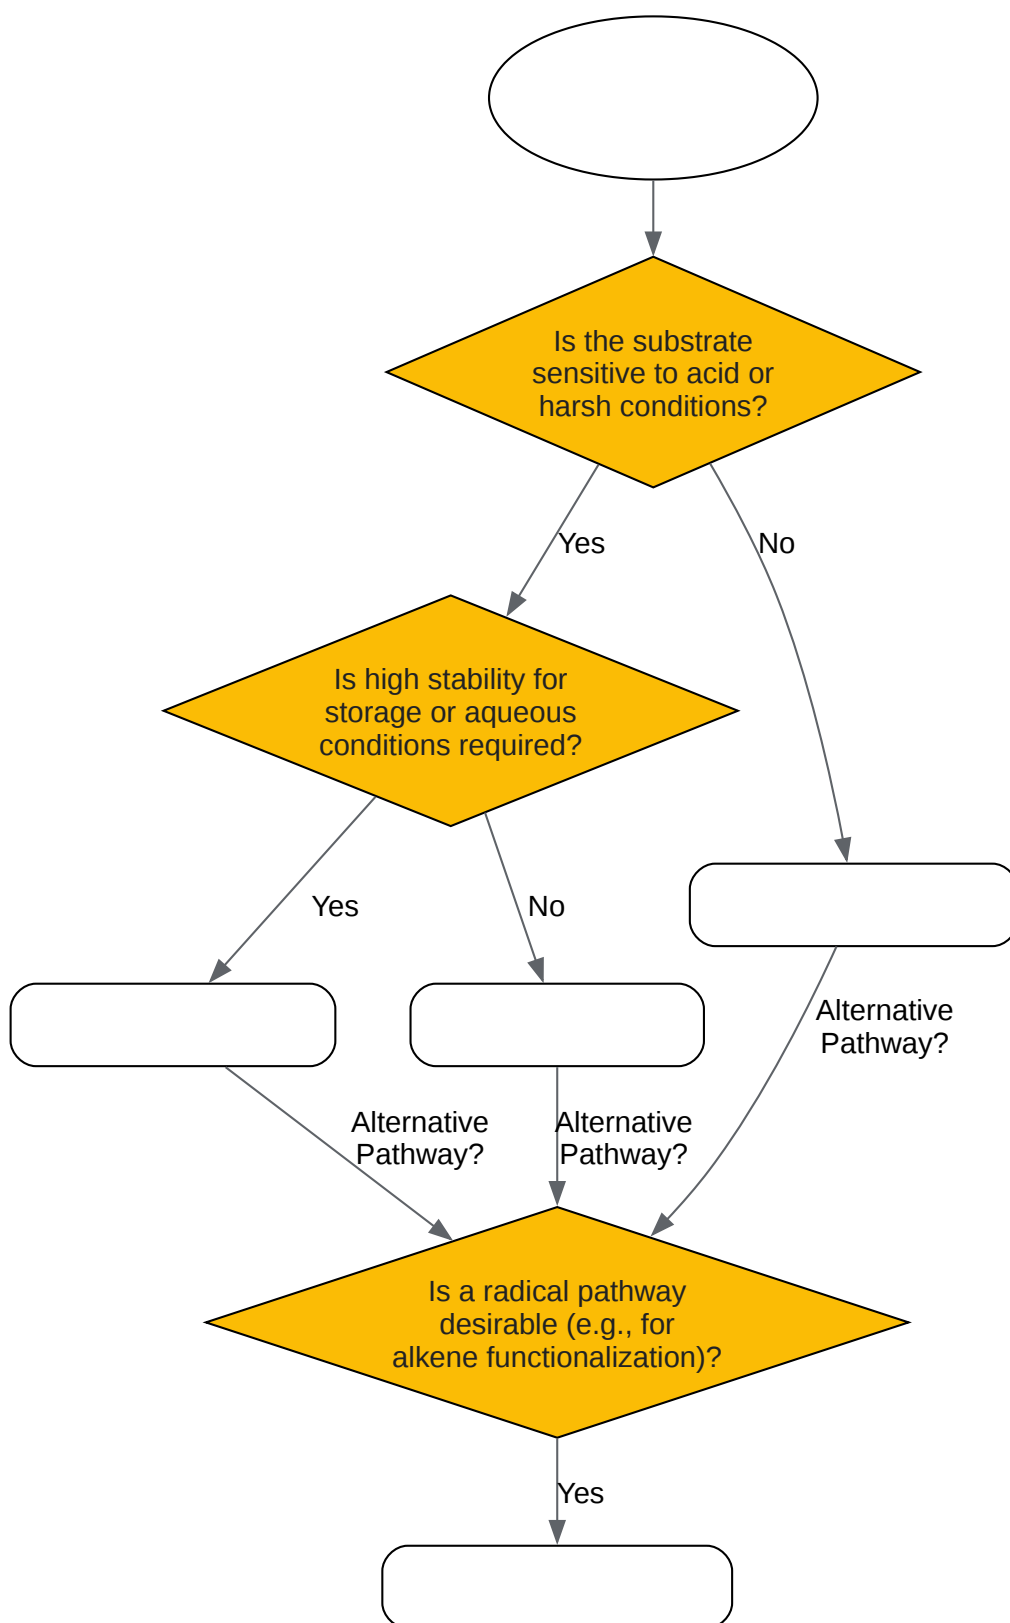 Is the substrate
sensitive to acid or
harsh conditions?
Yes
No
Is high stability for
storage or aqueous
conditions required?
Yes
No
Alternative
Pathway?
Alternative
Pathway?
Alternative
Pathway?
Is a radical pathway
desirable (e.g., for
alkene functionalization)?
Yes